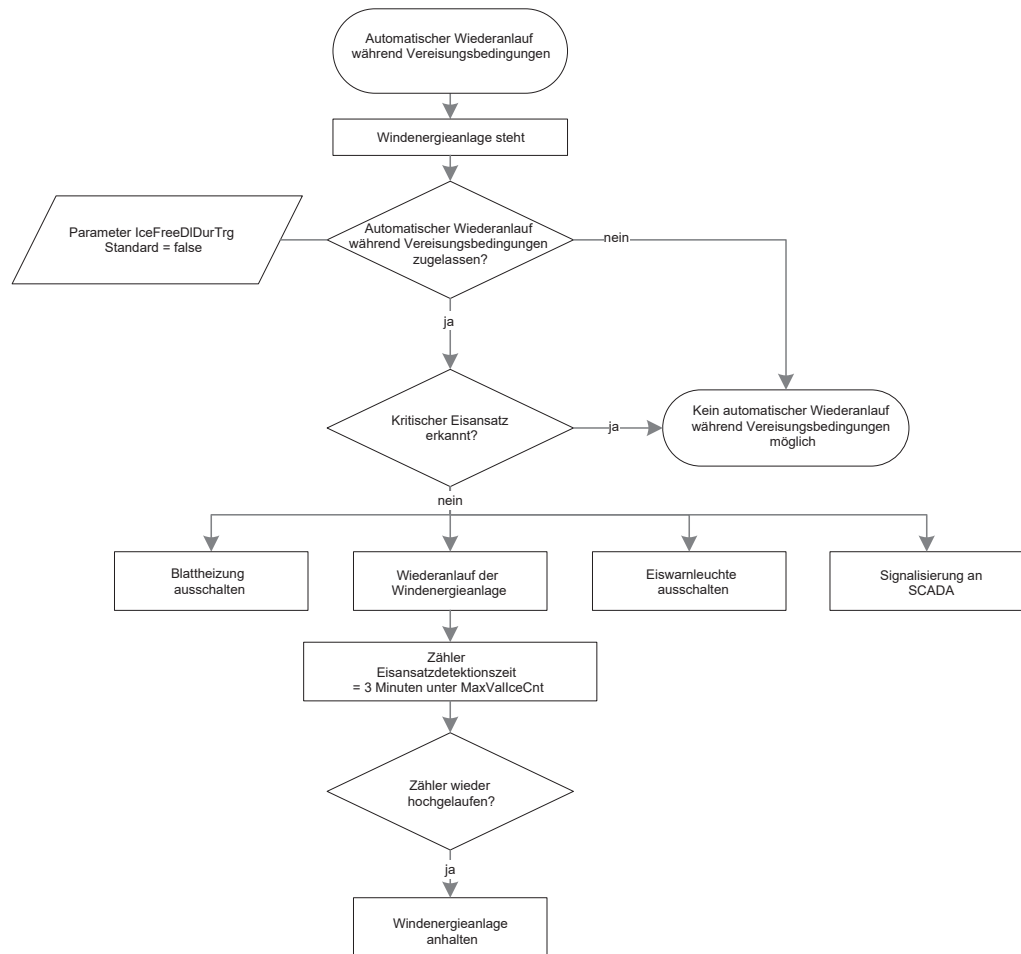 Automatischer Wiederanlauf
während Vereisungsbedingungen
Windenergieanlage steht
Parameter IceFreeDlDurTrg
Standard = false
Automatischer Wiederanlauf
während Vereisungsbedingungen
zugelassen?
nein
ja
Kritischer Eisansatz
erkannt?
ja
Kein automatischer Wiederanlauf
während Vereisungsbedingungen
möglich
nein
Blattheizung
ausschalten
Wiederanlauf der
Windenergieanlage
Eiswarnleuchte
ausschalten
Signalisierung an
SCADA
Zähler
Eisansatzdetektionszeit
= 3 Minuten unter MaxValIceCnt
Zähler wieder
hochgelaufen?
ja
Windenergieanlage
anhalten